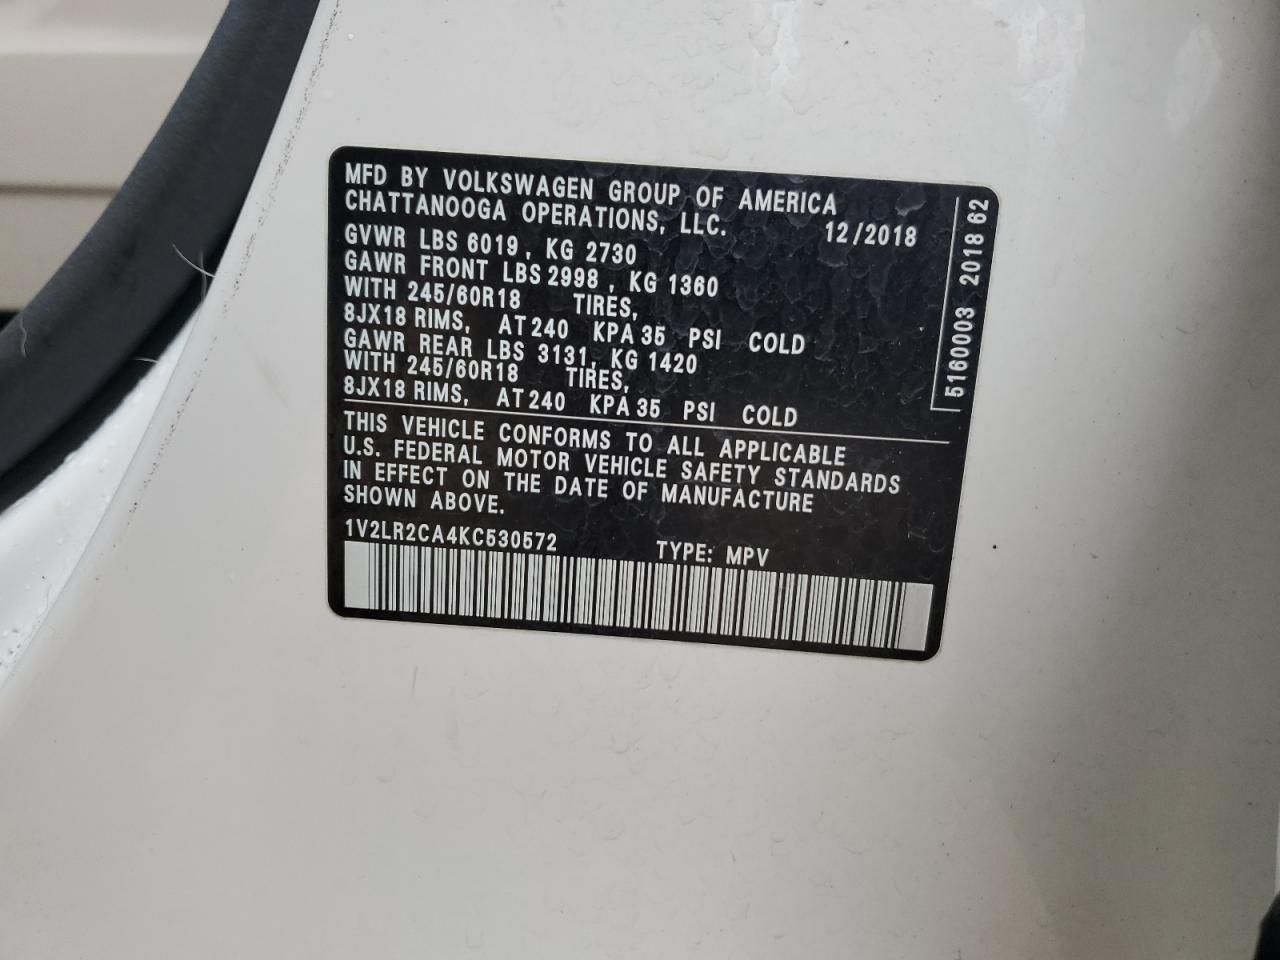 MFD BY VOLKSWAGEN GROUP OF AMERICA
CHATTANOOGA OPERATIONS, LLC. 12/2018
GVWR LBS 6019, KG 2730
GAWR FRONT LBS 2998, KG 1360
WITH 245/60R18 TIRES,
8JX18 RIMS, AT 240 KPA 35 PSI COLD
GAWR REAR LBS 3131, KG 1420
WITH 245/60R18 TIRES,
8JX18 RIMS, AT 240 KPA 35 PSI COLD
THIS VEHICLE CONFORMS TO ALL APPLICABLE
U.S. FEDERAL MOTOR VEHICLE SAFETY STANDARDS
IN EFFECT ON THE DATE OF MANUFACTURE
SHOWN ABOVE.
1V2LR2CA4KC530572 TYPE: MPV
5160003 2018 62